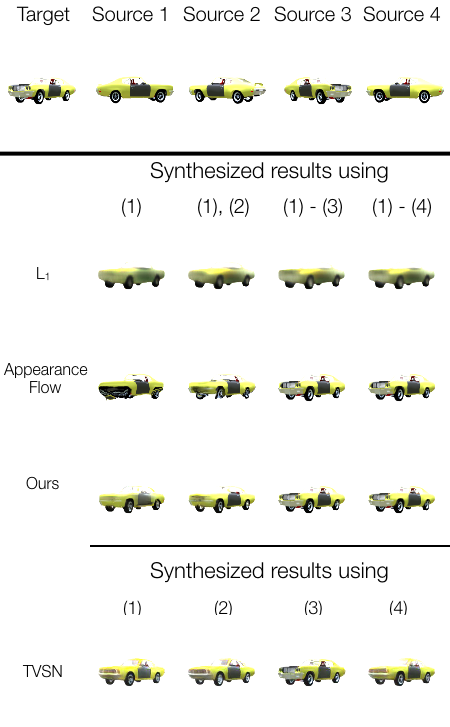 Target Source 1 Source 2 Source 3 Source 4
Synthesized results using
(1) (1), (2) (1) - (3) (1) - (4)
L₁
Appearance
Flow
Ours
Synthesized results using
(1) (2) (3) (4)
TVSN